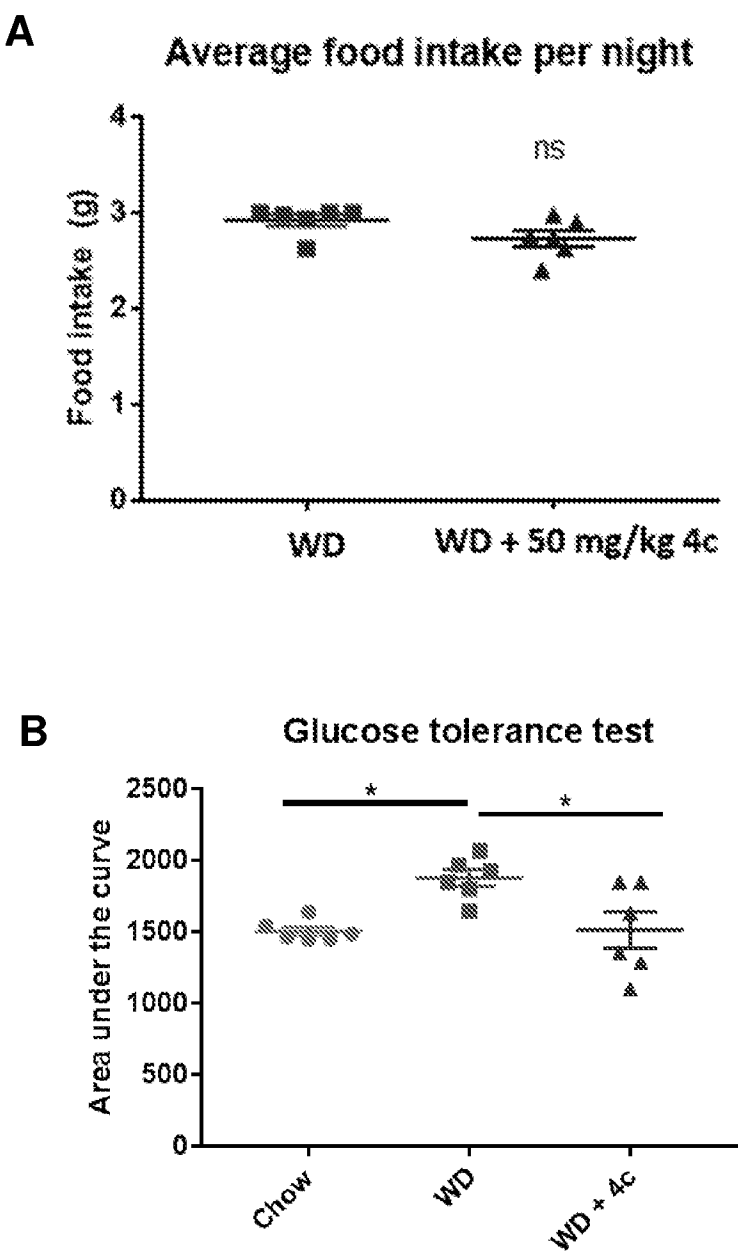 A
Average food intake per night
4
ns
3
Food intake (g)
2
1
0
WD
WD + 50 mg/kg 4c
B
Glucose tolerance test
2500
*
*
2000
Area under the curve
1500
1000
500
0
Chow
WD
WD + 4c